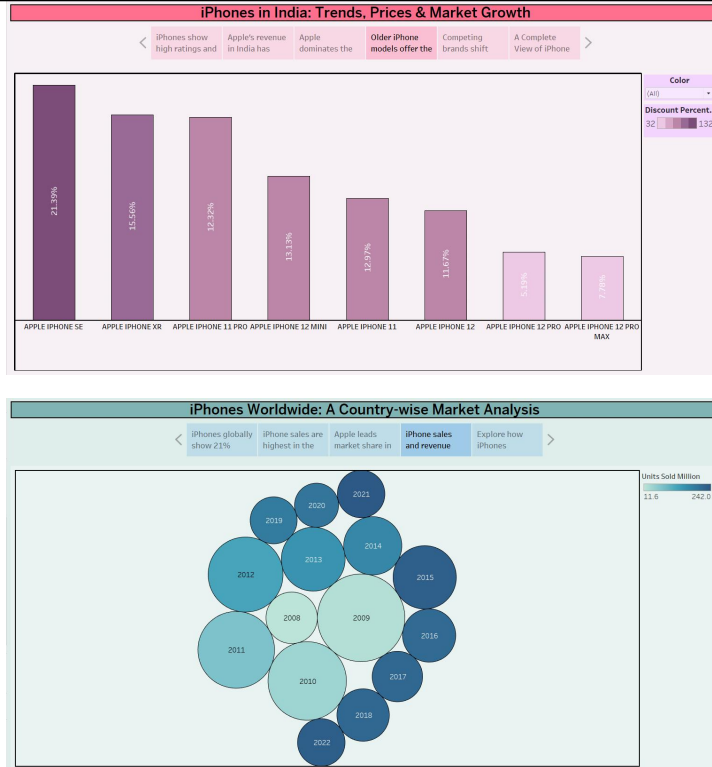 iPhones in India: Trends, Prices & Market Growth
iPhones show
high ratings and
Apple's revenue
in India has
Apple
dominates the
Older iPhone
models offer the
Competing
brands shift
A Complete
View of iPhone
Color
(All)
Discount Percent..
32 132
21.39%
15.56%
12.32%
13.13%
12.97%
11.67%
5.19%
7.79%
APPLE IPHONE SE
APPLE IPHONE XR
APPLE IPHONE 11 PRO
APPLE IPHONE 12 MINI
APPLE IPHONE 11
APPLE IPHONE 12
APPLE IPHONE 12 PRO
APPLE IPHONE 12 PRO
MAX
iPhones Worldwide: A Country-wise Market Analysis
iPhones globally
show 21%
iPhone sales are
highest in the
Apple leads
market share in
iPhone sales
and revenue
Explore how
iPhones
Units Sold Million
11.6 242.0
2021
2020
2019
2014
2013
2012
2015
2008
2009
2016
2011
2017
2010
2018
2022